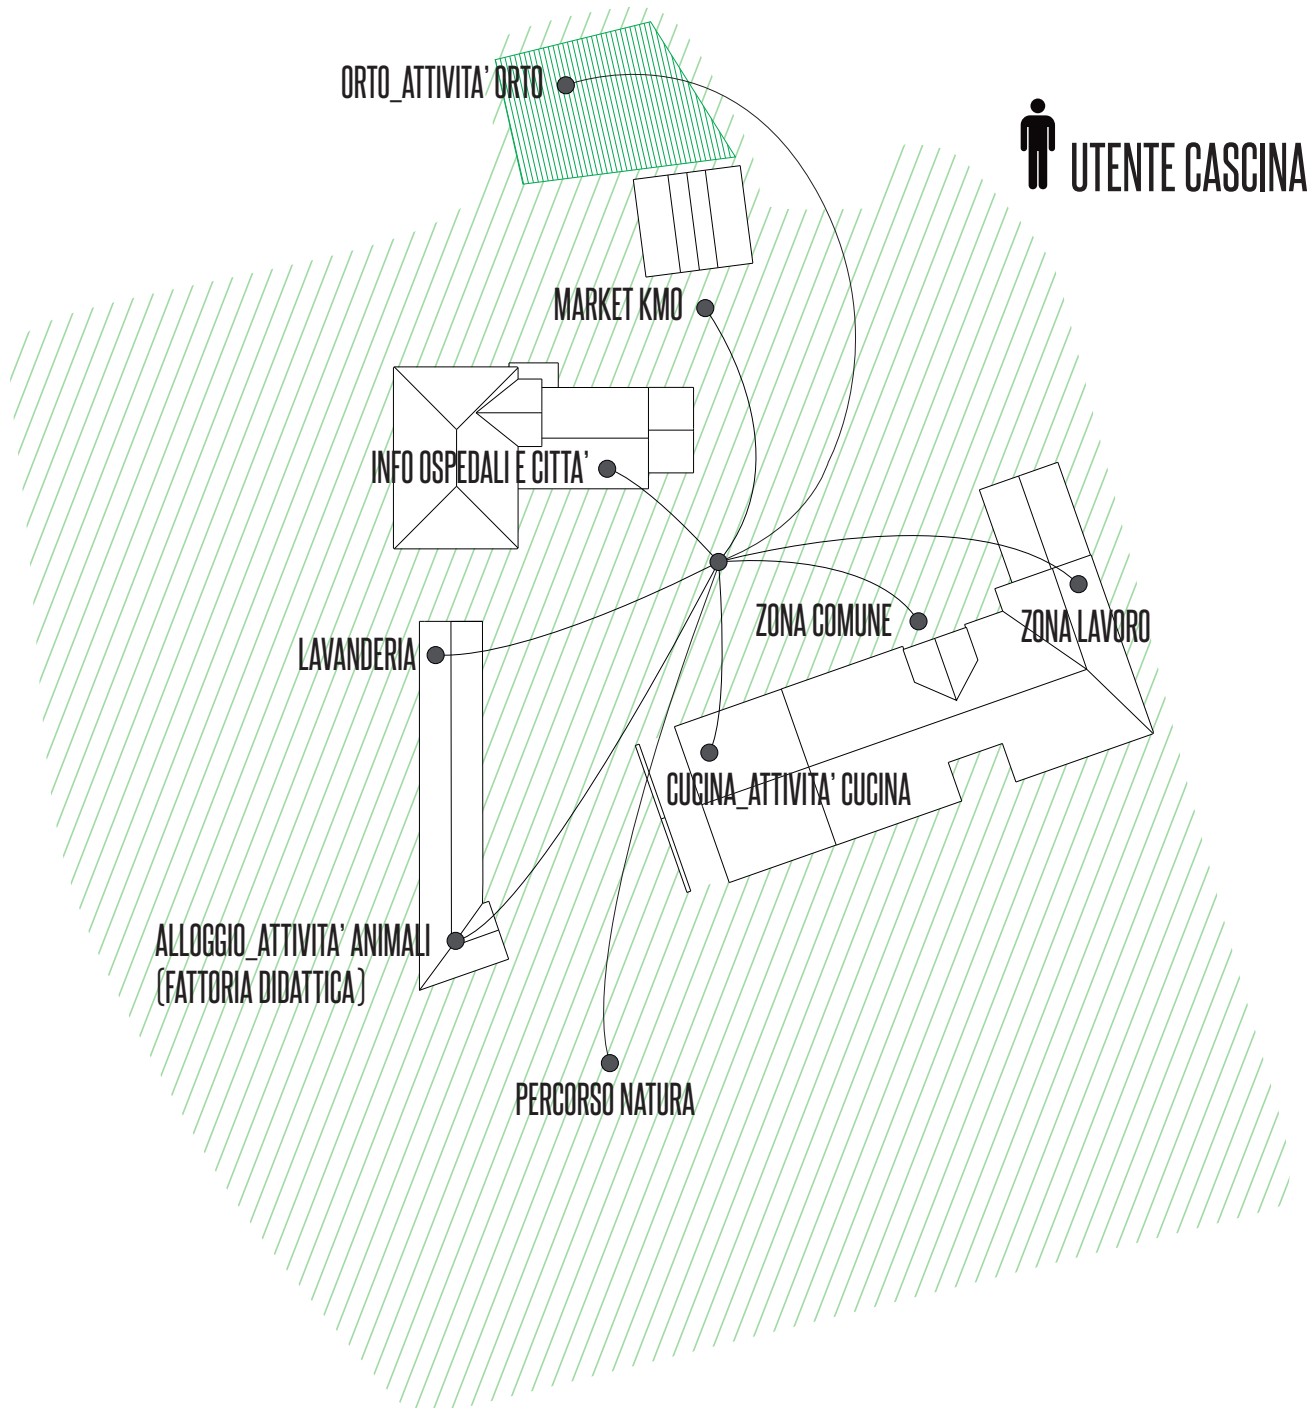 ORTO_ATTIVITA' ORTO
UTENTE CASCINA
MARKET KM0
INFO OSPEDALI E CITTA'
ZONA COMUNE
ZONA LAVORO
LAVANDERIA
CUCINA_ATTIVITA' CUCINA
ALLOGGIO_ATTIVITA' ANIMALI
(FATTORIA DIDATTICA)
PERCORSO NATURA